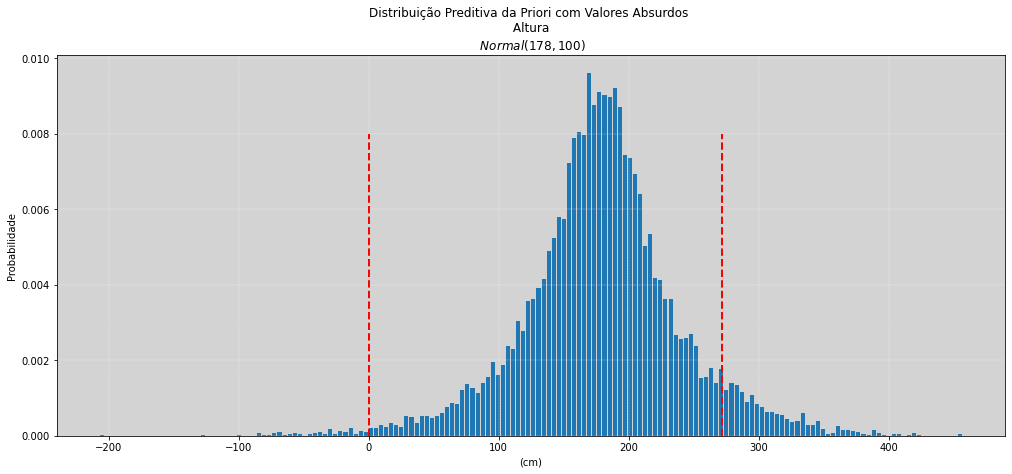 Distribuição Preditiva da Priori com Valores Absurdos
Altura
Normal(178, 100)
0.010
0.008
0.006
0.004
0.002
0.000
Probabilidade
−200
−100
0
100
200
300
400
(cm)